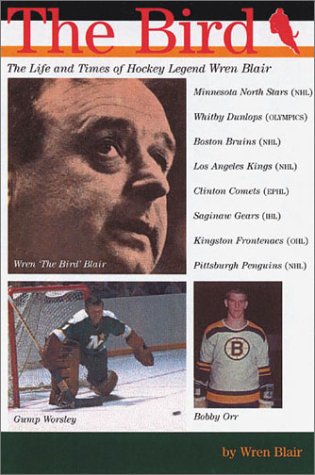 The Bird
The Life and Times of Hockey Legend Wren Blair
Minnesota North Stars (NHL)
Whitby Dunlops (OLYMPICS)
Boston Bruins (NHL)
Los Angeles Kings (NHL)
Clinton Comets (EPHL)
Saginaw Gears (IHL)
Kingston Frontenacs (OHL)
Pittsburgh Penguins (NHL)
Wren 'The Bird' Blair
Gump Worsley
B
Bobby Orr
by Wren Blair